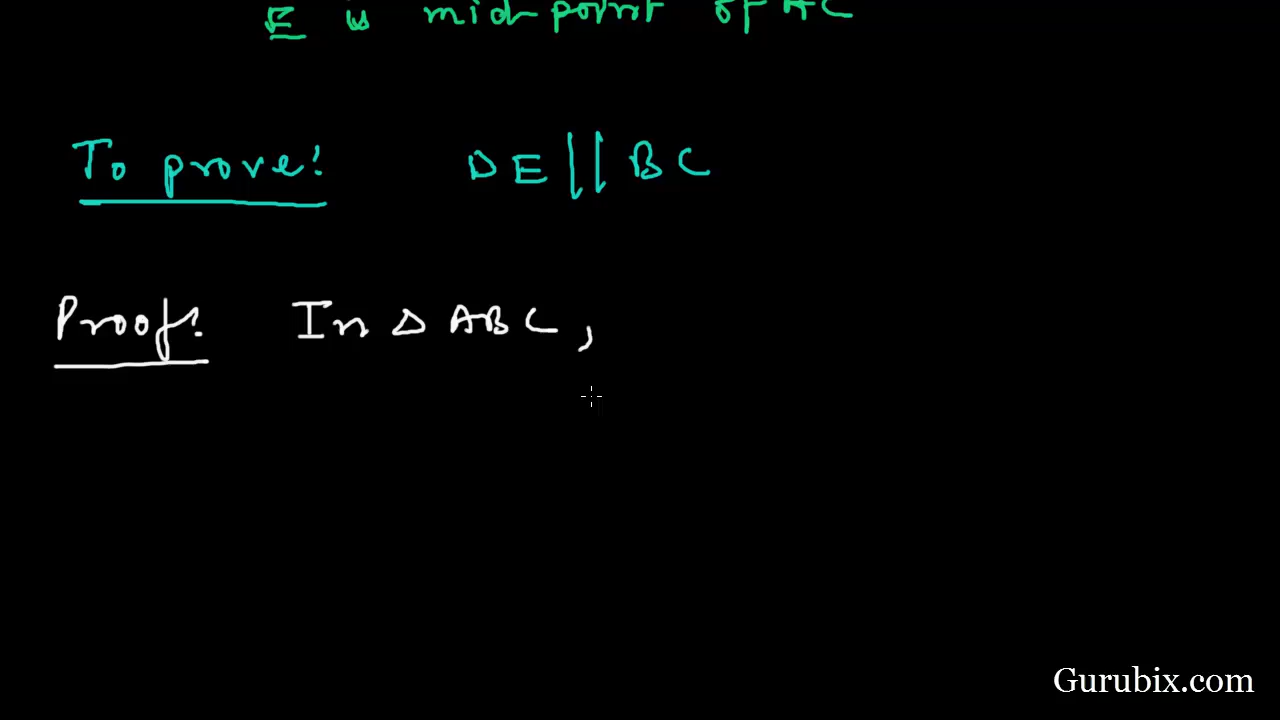 E is mid-point of AC
To prove: DE || BC
Proof: In Δ ABC,
Gurubix.com